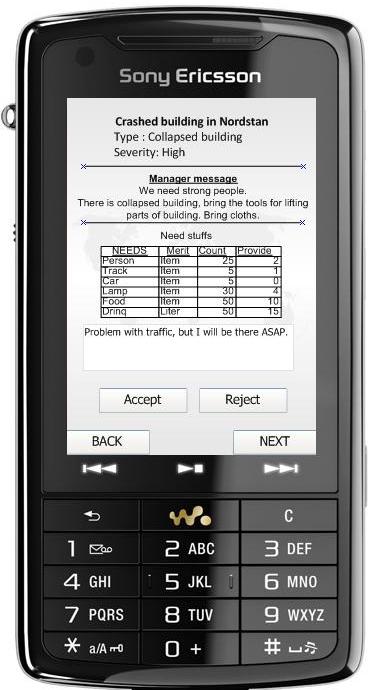 Sony Ericsson
Crashed building in Nordstan
Type : Collapsed building
Severity: High
Manager message
We need strong people.
There is collapsed building, bring the tools for lifting
parts of building. Bring cloths.
Need stuffs
NEEDS Merit Count Provide
Person Item 25 2
Track Item 5 1
Car Item 5 0
Lamp Item 30 4
Food Item 50 10
Drinq Liter 50 15
Problem with traffic, but I will be there ASAP.
Accept Reject
BACK NEXT
C
1 2 ABC 3 DEF
4 GHI 5 JKL 6 MNO
7 PQRS 8 TUV 9 WXYZ
* a/A 0 + #